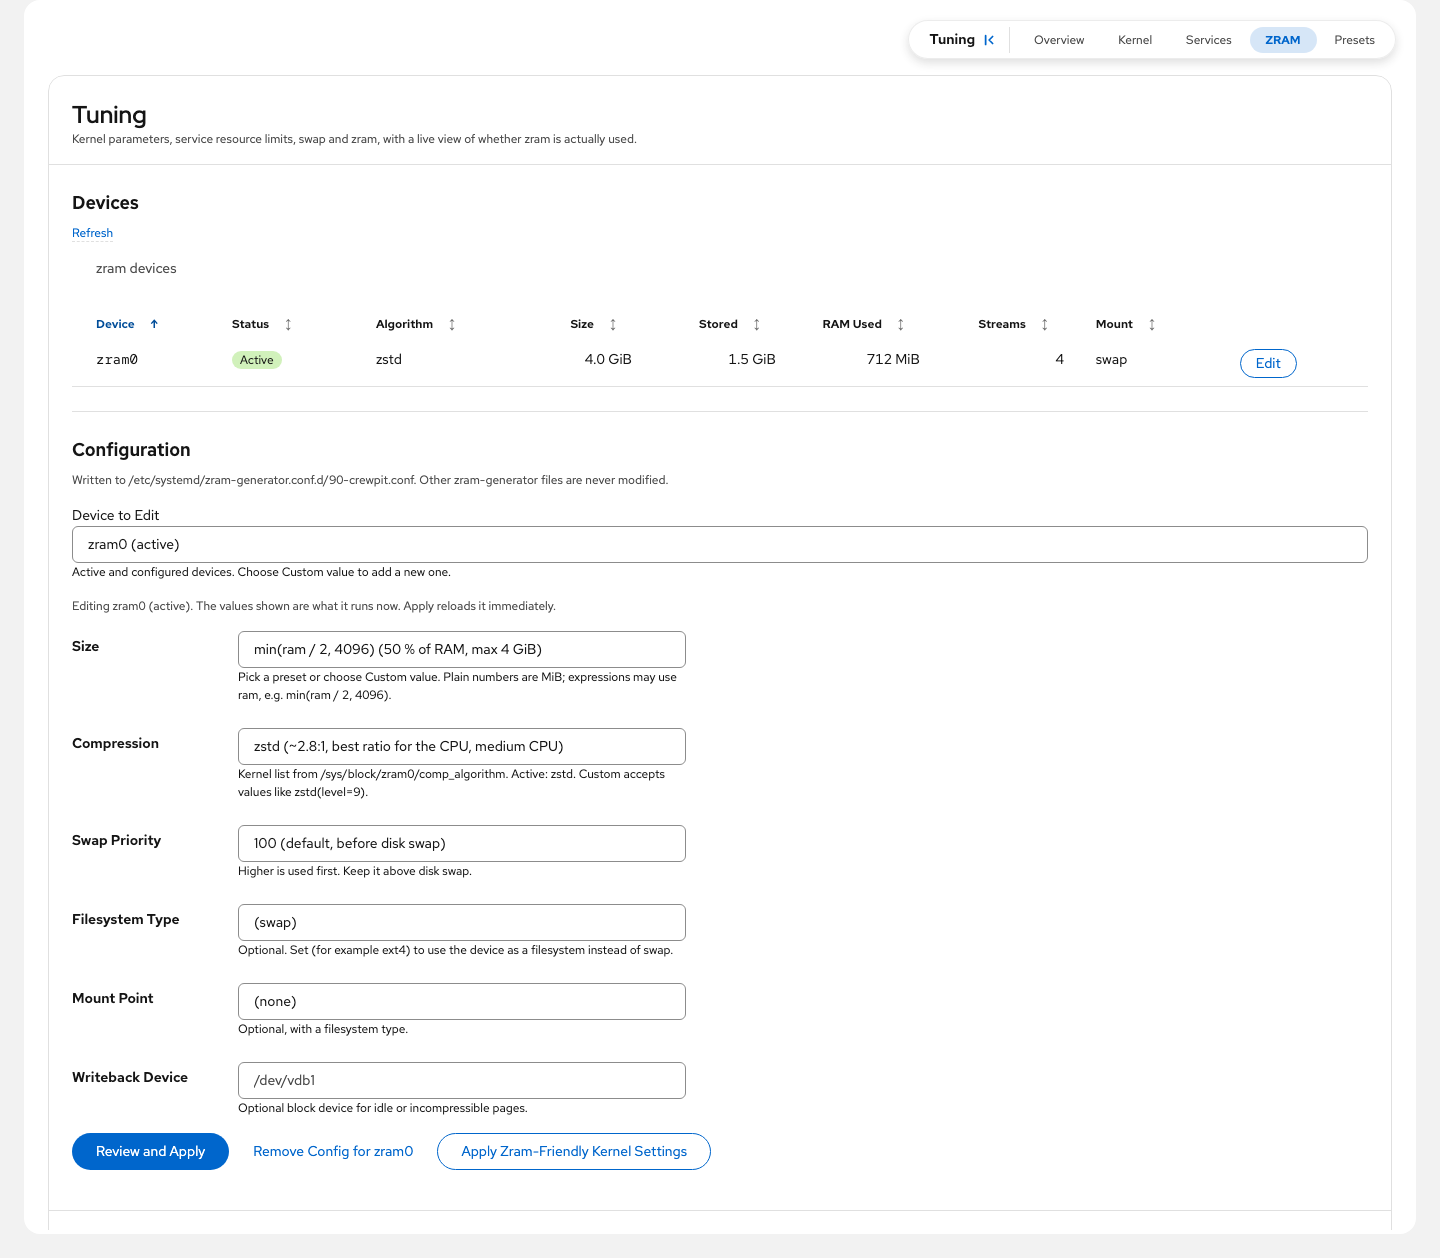 Tuning
Overview
Kernel
Services
ZRAM
Presets
Tuning
Kernel parameters, service resource limits, swap and zram, with a live view of whether zram is actually used.
Devices
Refresh
zram devices
Device Status Algorithm Size Stored RAM Used Streams Mount
zram0 Active zstd 4.0 GiB 1.5 GiB 712 MiB 4 swap Edit
Configuration
Written to /etc/systemd/zram-generator.conf.d/90-crewpit.conf. Other zram-generator files are never modified.
Device to Edit
zram0 (active)
Active and configured devices. Choose Custom value to add a new one.
Editing zram0 (active). The values shown are what it runs now. Apply reloads it immediately.
Size
min(ram / 2, 4096) (50 % of RAM, max 4 GiB)
Pick a preset or choose Custom value. Plain numbers are MiB; expressions may use
ram, e.g. min(ram / 2, 4096).
Compression
zstd (~2.8:1, best ratio for the CPU, medium CPU)
Kernel list from /sys/block/zram0/comp_algorithm. Active: zstd. Custom accepts
values like zstd(level=9).
Swap Priority
100 (default, before disk swap)
Higher is used first. Keep it above disk swap.
Filesystem Type
(swap)
Optional. Set (for example ext4) to use the device as a filesystem instead of swap.
Mount Point
(none)
Optional, with a filesystem type.
Writeback Device
/dev/vdb1
Optional block device for idle or incompressible pages.
Review and Apply
Remove Config for zram0
Apply Zram-Friendly Kernel Settings